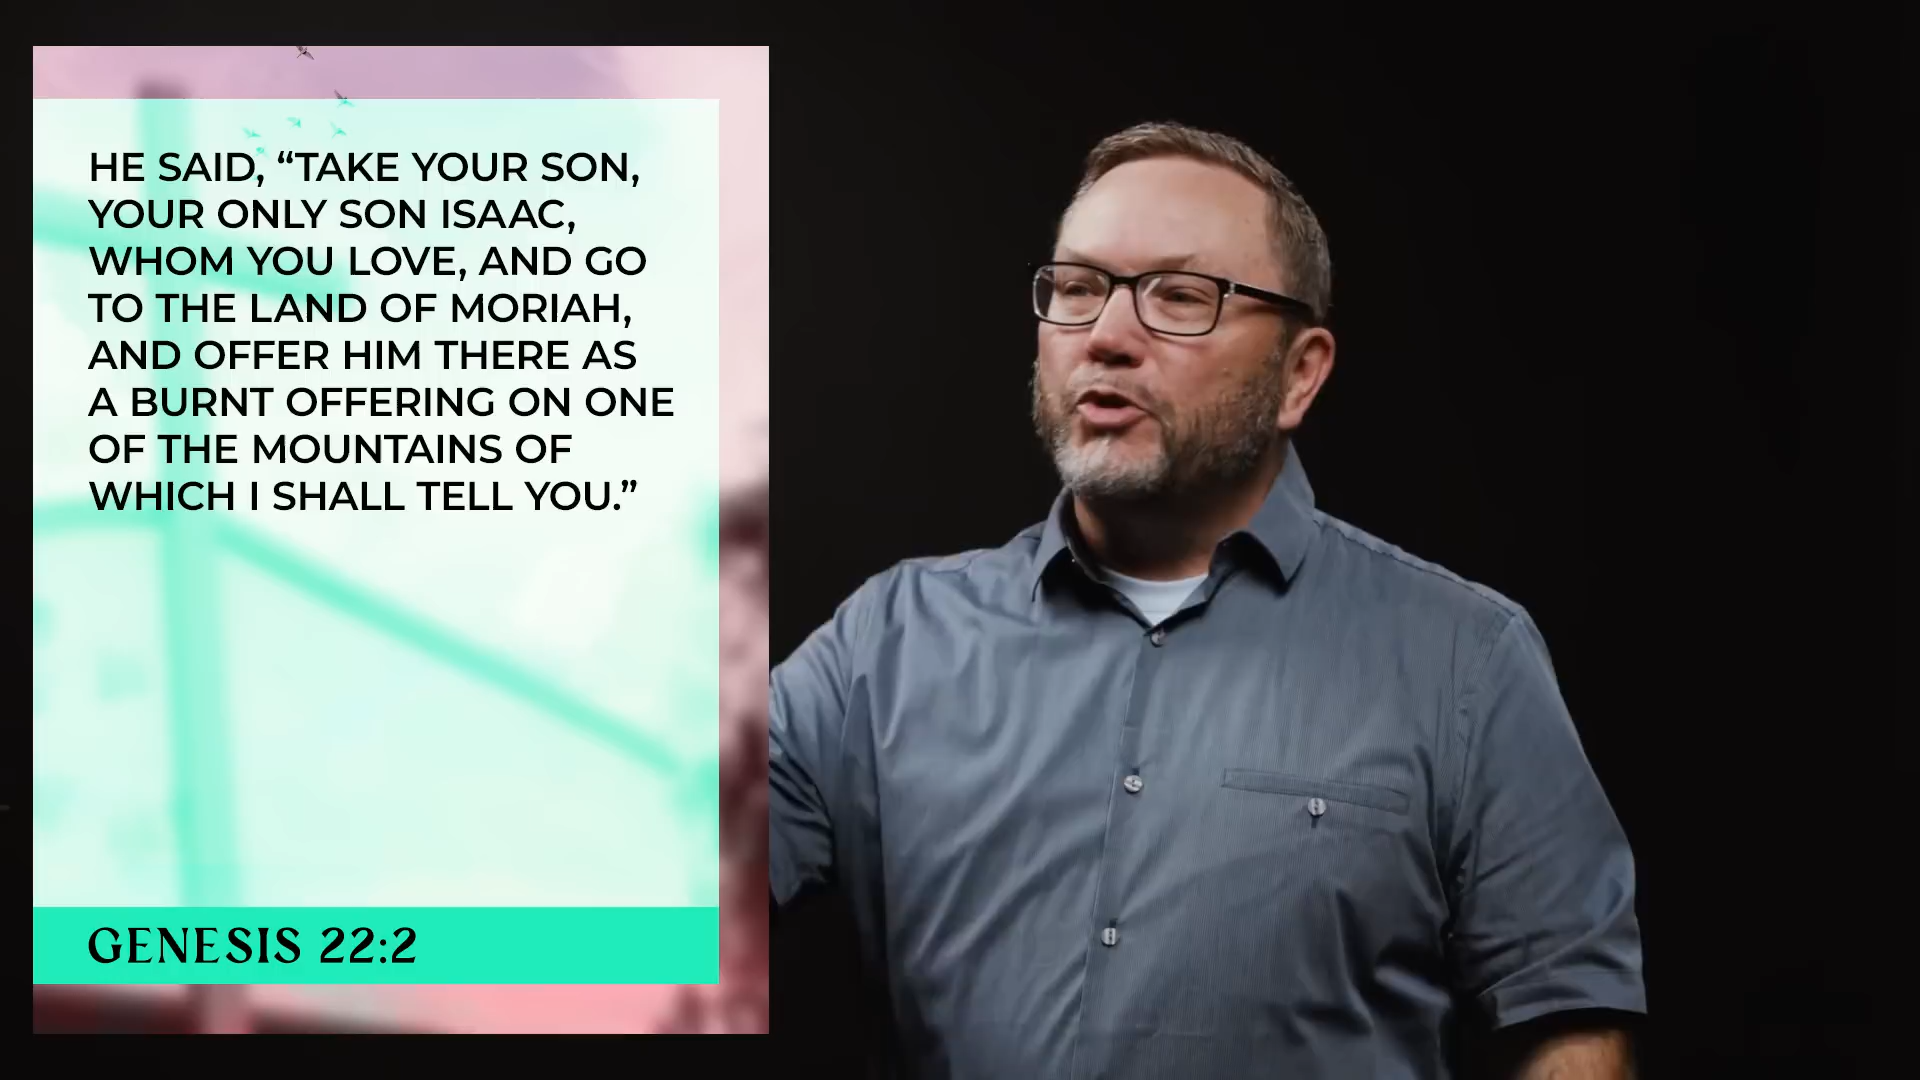 HE SAID, “TAKE YOUR SON,
YOUR ONLY SON ISAAC,
WHOM YOU LOVE, AND GO
TO THE LAND OF MORIAH,
AND OFFER HIM THERE AS
A BURNT OFFERING ON ONE
OF THE MOUNTAINS OF
WHICH I SHALL TELL YOU.”
GENESIS 22:2